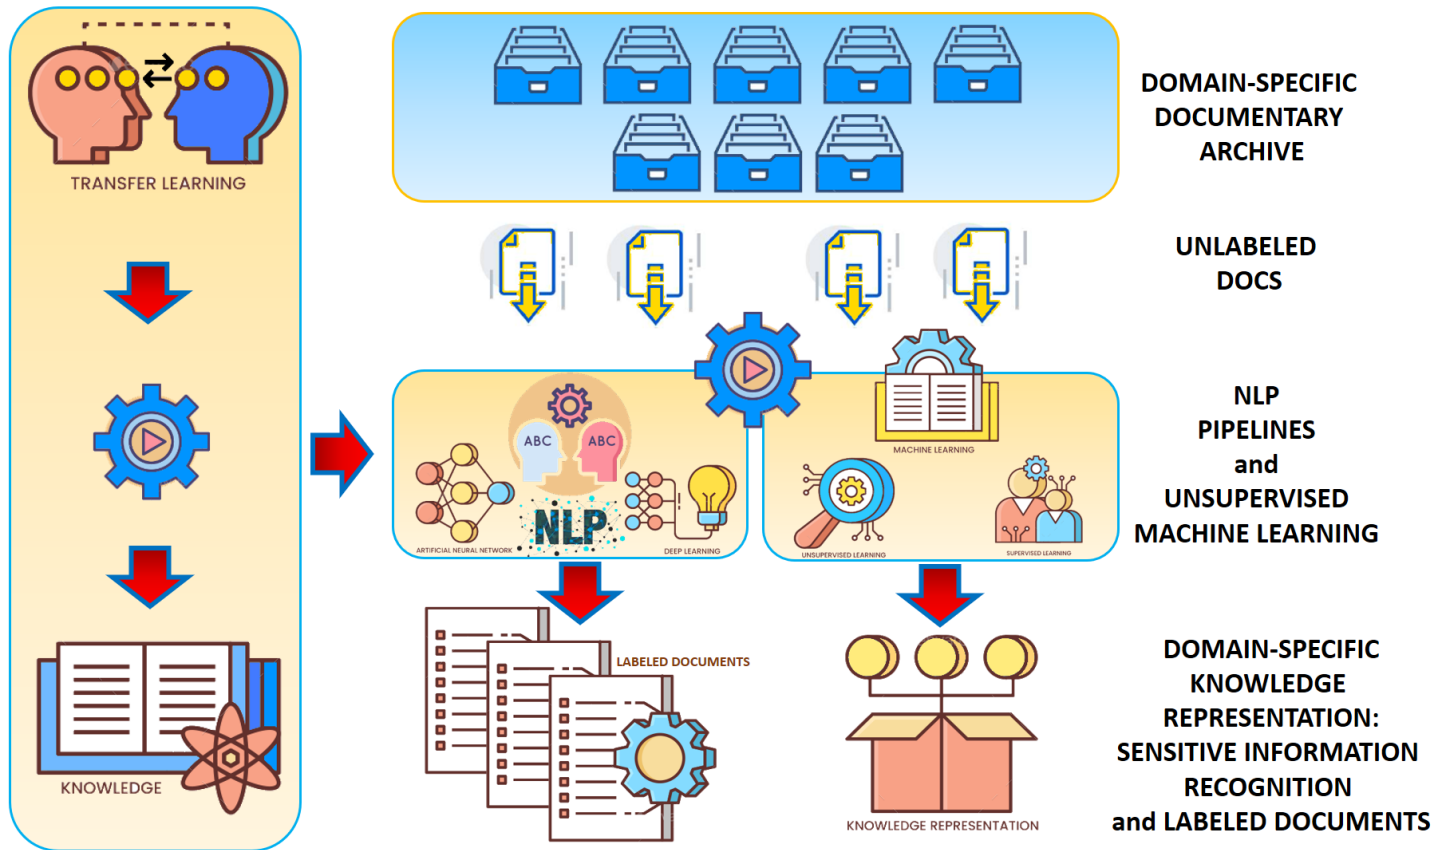 TRANSFER LEARNING
KNOWLEDGE
DOMAIN-SPECIFIC
DOCUMENTARY
ARCHIVE
UNLABELED
DOCS
ABC
ABC
NLP
ARTIFICIAL NEURAL NETWORK
DEEP LEARNING
MACHINE LEARNING
UNSUPERVISED LEARNING
SUPERVISED LEARNING
NLP
PIPELINES
and
UNSUPERVISED
MACHINE LEARNING
LABELED DOCUMENTS
KNOWLEDGE REPRESENTATION
DOMAIN-SPECIFIC
KNOWLEDGE
REPRESENTATION:
SENSITIVE INFORMATION
RECOGNITION
and LABELED DOCUMENTS